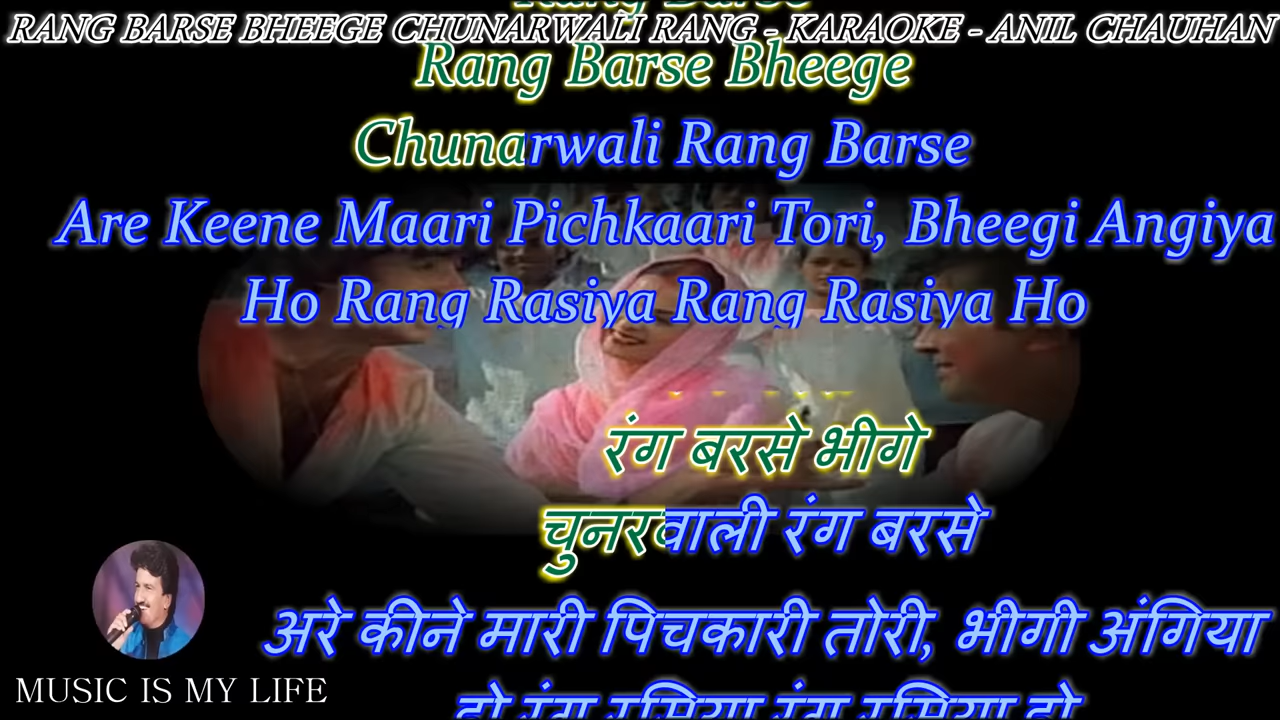 Rang Barse
RANG BARSE BHEEGE CHUNARWALI RANG - KARAOKE - ANIL CHAUHAN
Rang Barse Bheege
Chunarwali Rang Barse
Are Keene Maari Pichkaari Tori, Bheegi Angiya
Ho Rang Rasiya Rang Rasiya Ho
रंग बरसे भीगे
चुनरवाली रंग बरसे
अरे कीने मारी पिचकारी तोरी, भीगी अंगिया
हो रंग रसिया रंग रसिया हो
MUSIC IS MY LIFE